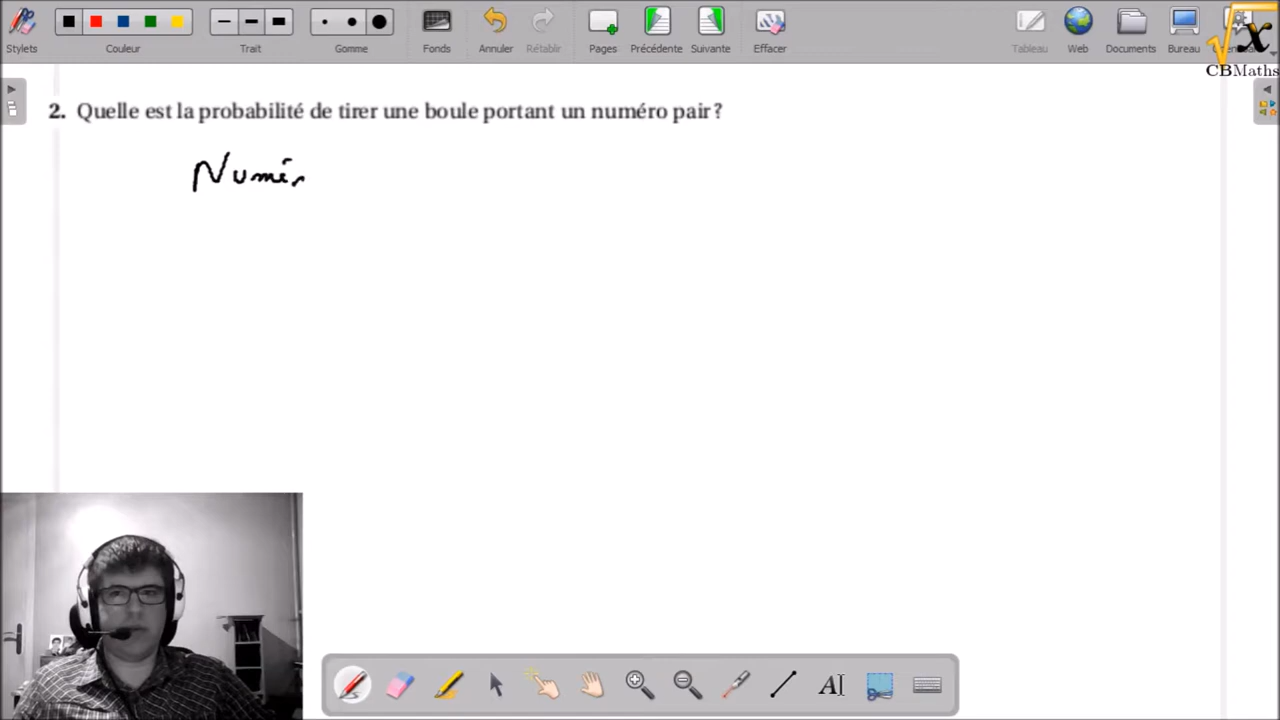 Stylets Couleur Trait Gomme Fonds Annuler Rétablir Pages Précédente Suivante Effacer Tableau Web Documents Bureau
√x
CBMaths
2. Quelle est la probabilité de tirer une boule portant un numéro pair ?
Numér
AI